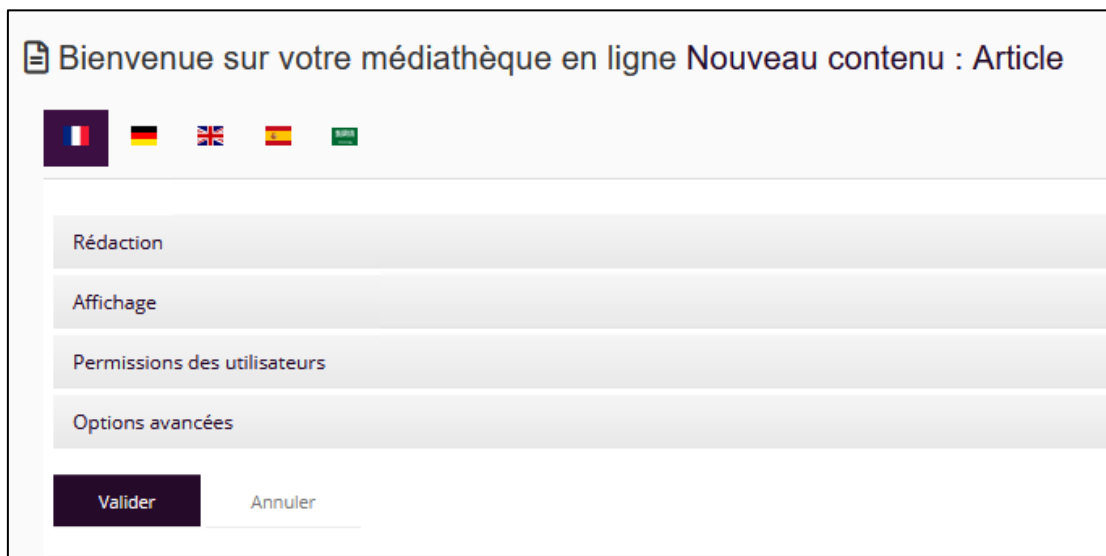 Bienvenue sur votre médiathèque en ligne Nouveau contenu : Article
Rédaction
Affichage
Permissions des utilisateurs
Options avancées
Valider
Annuler